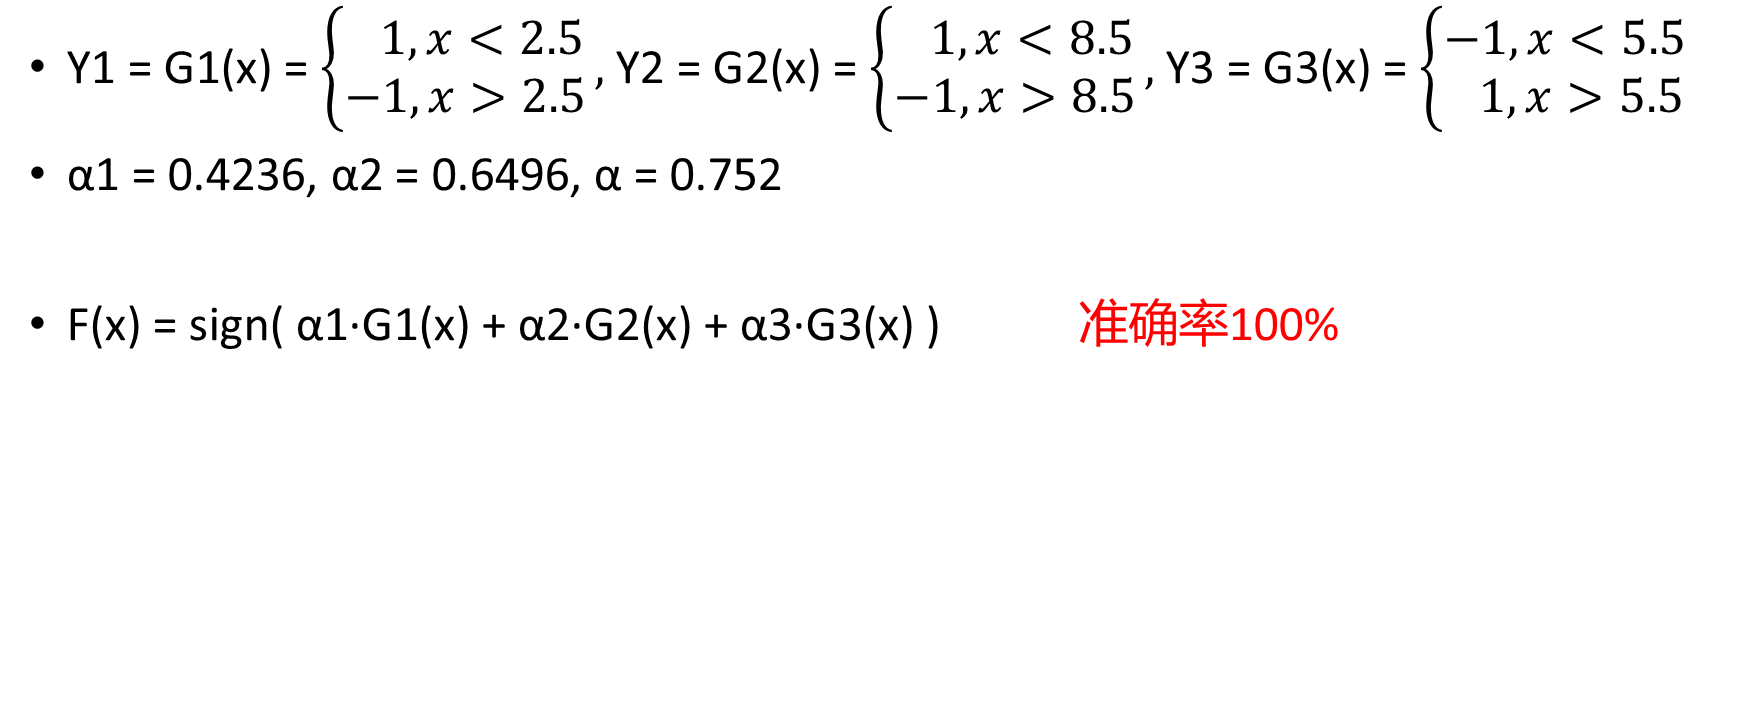 • Y1 = G1(x) = { 1, x < 2.5 −1, x > 2.5 , Y2 = G2(x) = { 1, x < 8.5 −1, x > 8.5 , Y3 = G3(x) = { −1, x < 5.5 1, x > 5.5
• α1 = 0.4236, α2 = 0.6496, α = 0.752
• F(x) = sign( α1·G1(x) + α2·G2(x) + α3·G3(x) ) 准确率100%